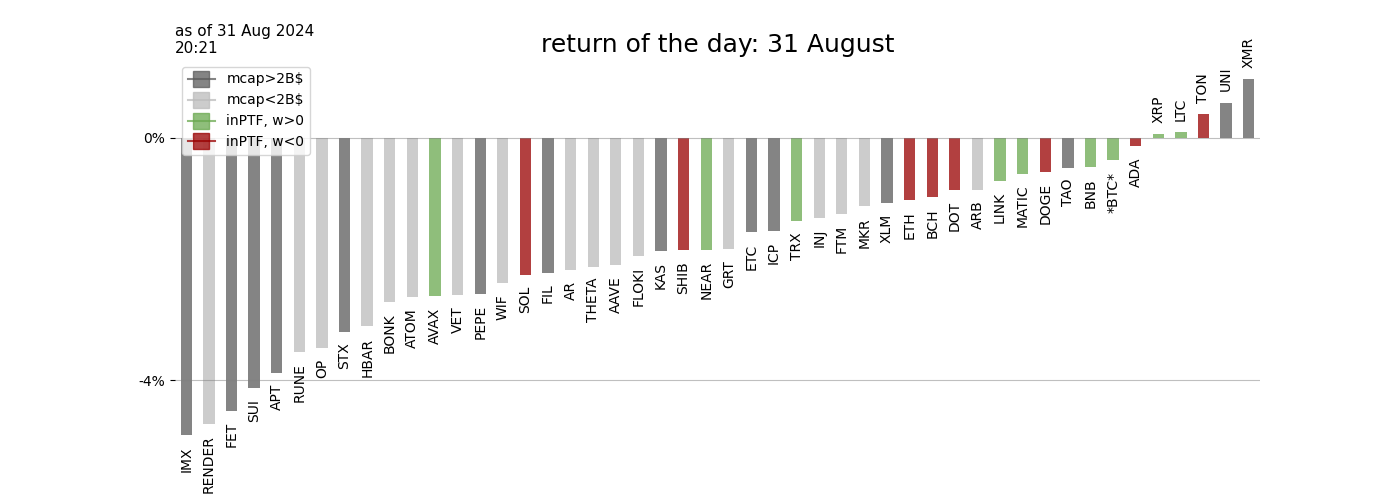 as of 31 Aug 2024
20:21
return of the day: 31 August
mcap>2B$
mcap<2B$
inPTF, w>0
inPTF, w<0
0%
-4%
IMX
RENDER
FET
SUI
APT
RUNE
OP
STX
HBAR
BONK
ATOM
AVAX
VET
PEPE
WIF
SOL
FIL
AR
THETA
AAVE
FLOKI
KAS
SHIB
NEAR
GRT
ETC
ICP
TRX
INJ
FTM
MKR
XLM
ETH
BCH
DOT
ARB
LINK
MATIC
DOGE
TAO
BNB
*BTC*
ADA
XRP
LTC
TON
UNI
XMR